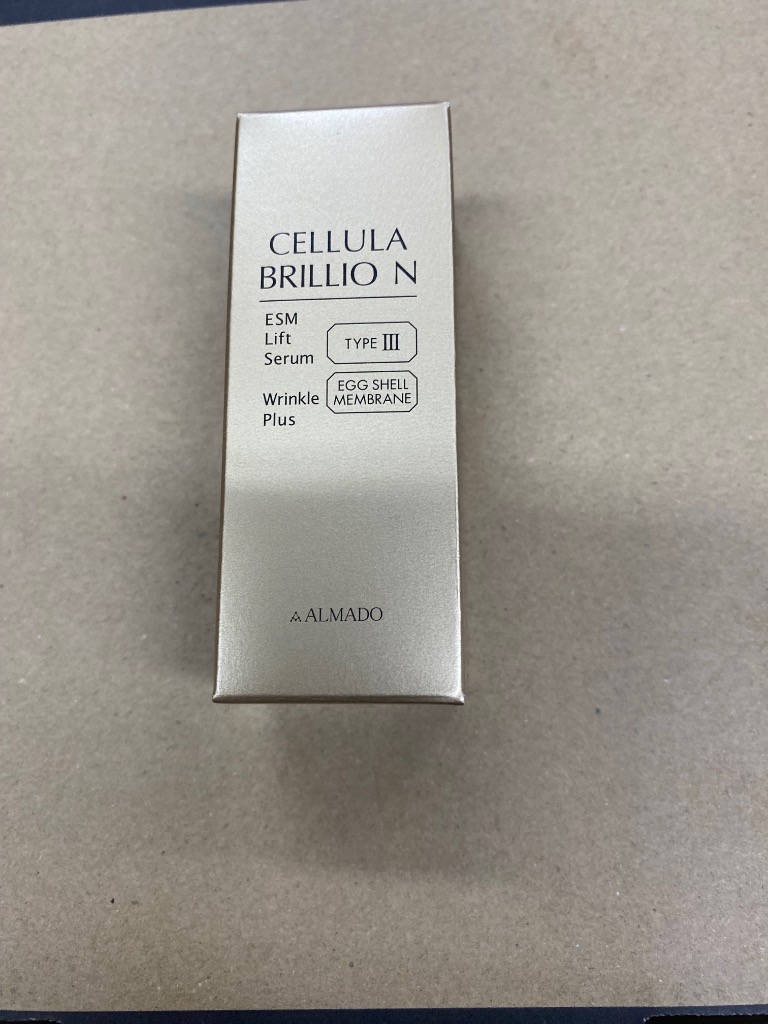 CELLULA
BRILLIO N
ESM
Lift
Serum
TYPE III
Wrinkle
Plus
EGG SHELL
MEMBRANE
ALMADO